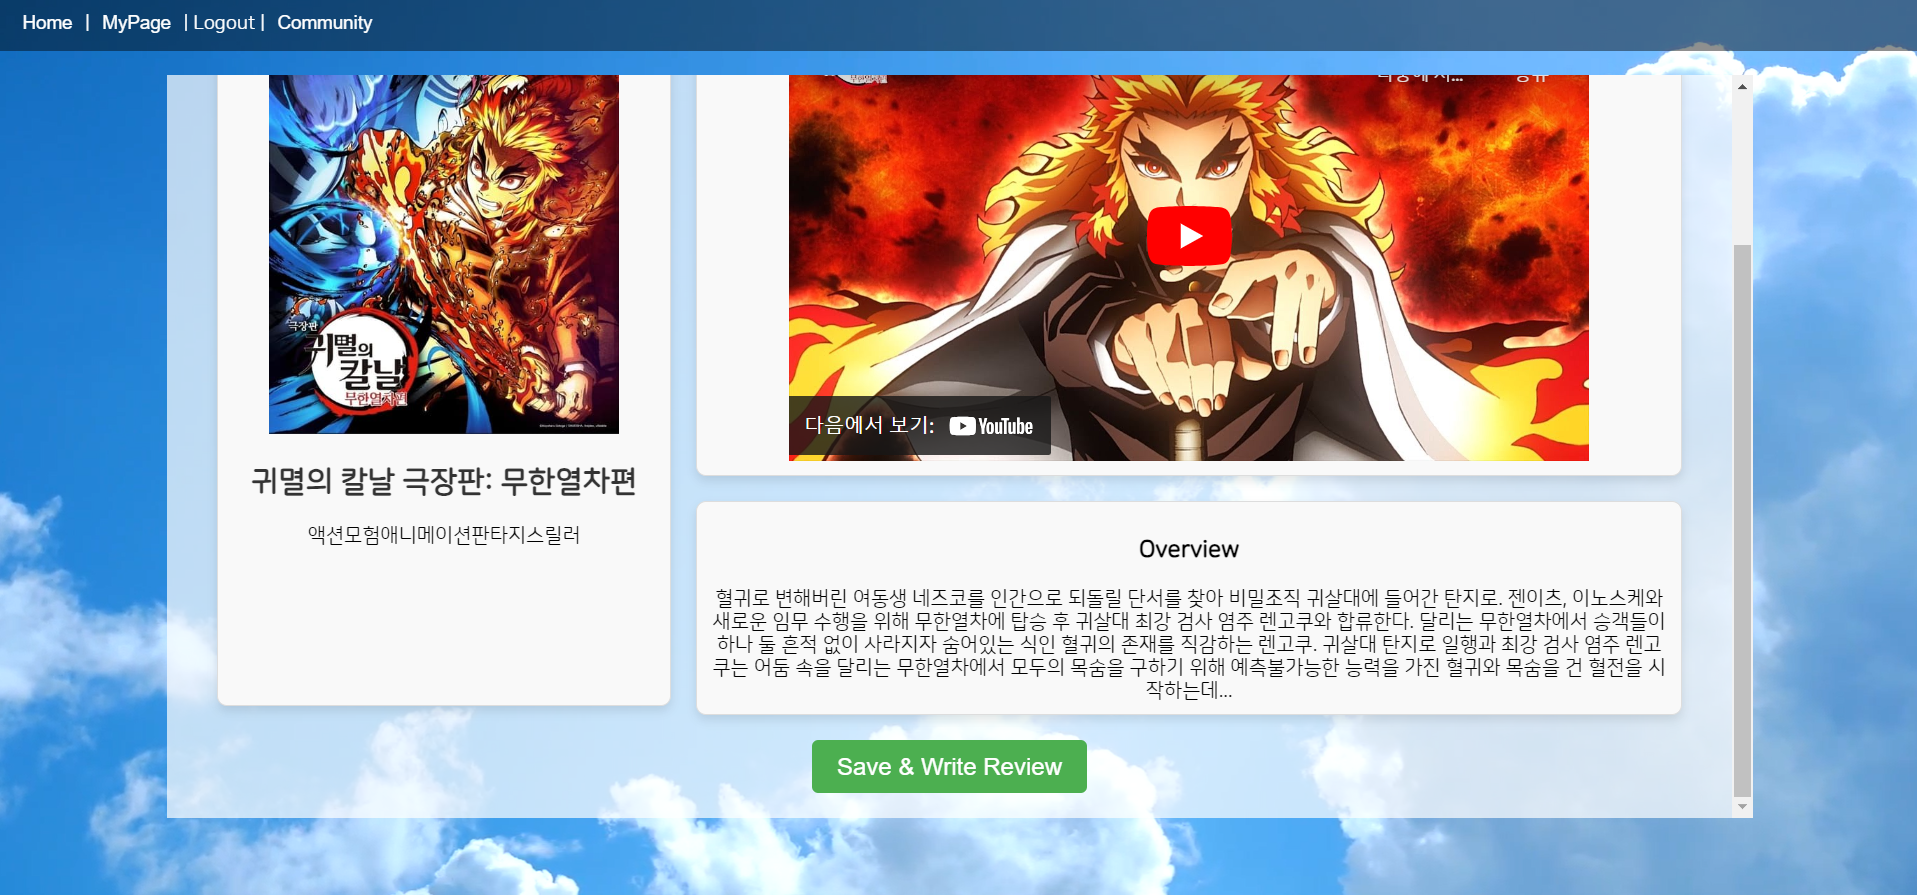 Home | MyPage | Logout | Community
극장판
귀멸의
칼날
무한열차편
다음에서 보기: YouTube
귀멸의 칼날 극장판: 무한열차편
액션모험애니메이션판타지스릴러
Overview
혈귀로 변해버린 여동생 네즈코를 인간으로 되돌릴 단서를 찾아 비밀조직 귀살대에 들어간 탄지로. 젠이츠, 이노스케와
새로운 임무 수행을 위해 무한열차에 탑승 후 귀살대 최강 검사 염주 렌고쿠와 합류한다. 달리는 무한열차에서 승객들이
하나 둘 흔적 없이 사라지자 숨어있는 식인 혈귀의 존재를 직감하는 렌고쿠. 귀살대 탄지로 일행과 최강 검사 염주 렌고
쿠는 어둠 속을 달리는 무한열차에서 모두의 목숨을 구하기 위해 예측불가능한 능력을 가진 혈귀와 목숨을 건 혈전을 시
작하는데...
Save & Write Review